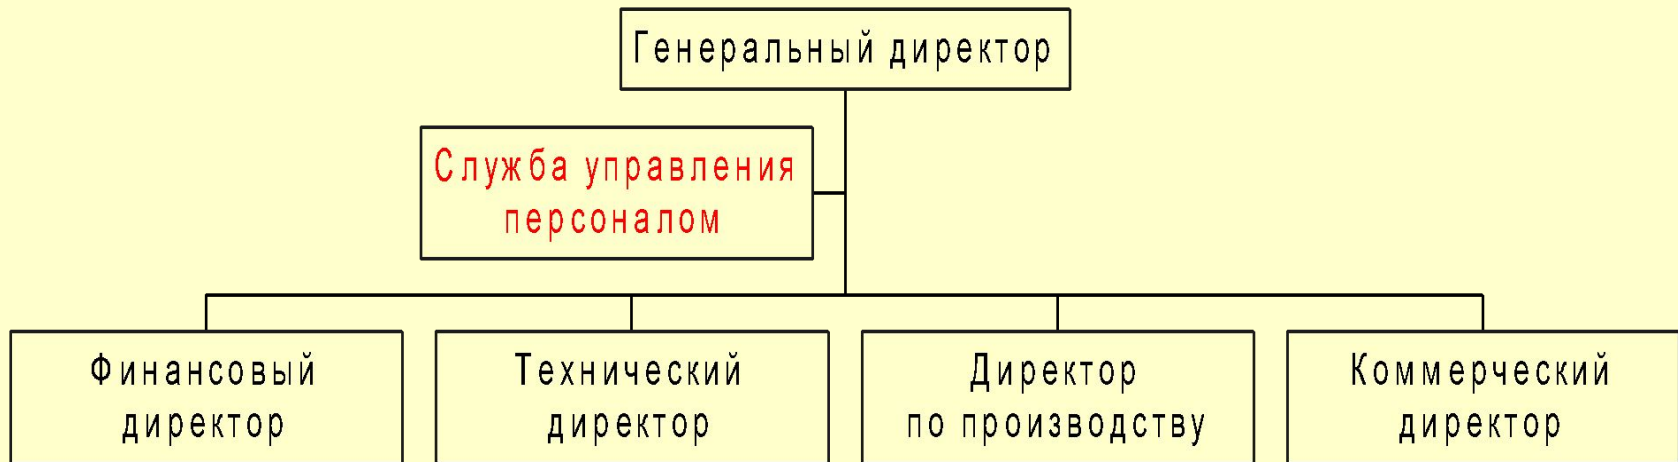 Генеральный директор
Служба управления
персоналом
Финансовый
директор
Технический
директор
Директор
по производству
Коммерческий
директор